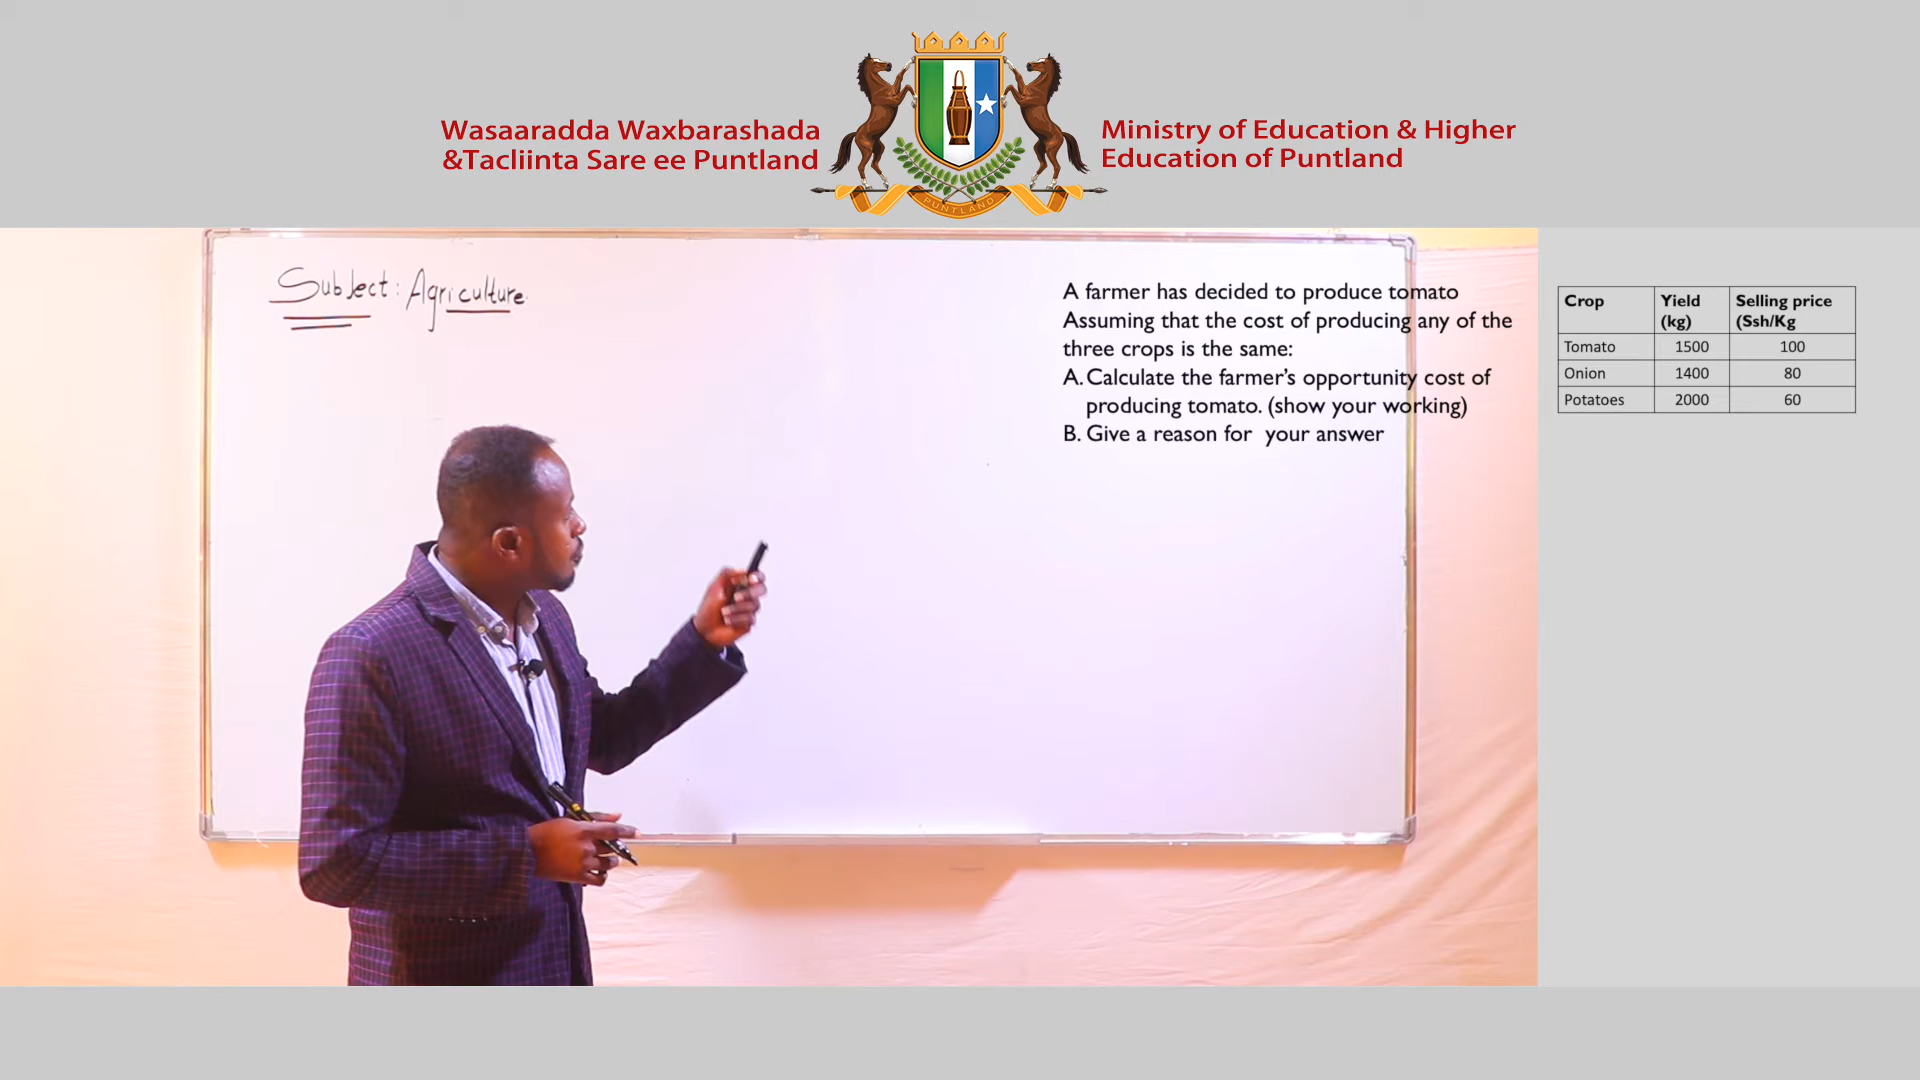 Wasaaradda Waxbarashada
&Tacliinta Sare ee Puntland
PUNTLAND
Ministry of Education & Higher
Education of Puntland
Subject: Agriculture.
A farmer has decided to produce tomato
Assuming that the cost of producing any of the
three crops is the same:
A. Calculate the farmer's opportunity cost of
producing tomato. (show your working)
B. Give a reason for your answer
Crop Yield (kg) Selling price (Ssh/Kg
Tomato 1500 100
Onion 1400 80
Potatoes 2000 60